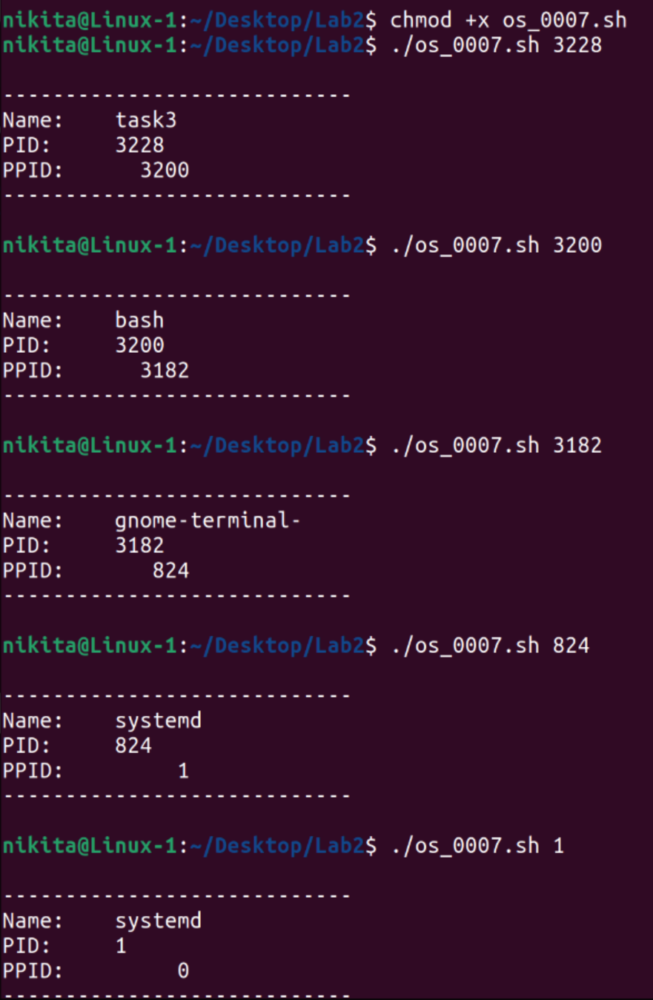 nikita@Linux-1:~/Desktop/Lab2$ chmod +x os_0007.sh
nikita@Linux-1:~/Desktop/Lab2$ ./os_0007.sh 3228
----------------------------
Name:    task3
PID:     3228
PPID:      3200
----------------------------
nikita@Linux-1:~/Desktop/Lab2$ ./os_0007.sh 3200
----------------------------
Name:    bash
PID:     3200
PPID:      3182
----------------------------
nikita@Linux-1:~/Desktop/Lab2$ ./os_0007.sh 3182
----------------------------
Name:    gnome-terminal-
PID:     3182
PPID:       824
----------------------------
nikita@Linux-1:~/Desktop/Lab2$ ./os_0007.sh 824
----------------------------
Name:    systemd
PID:     824
PPID:         1
----------------------------
nikita@Linux-1:~/Desktop/Lab2$ ./os_0007.sh 1
----------------------------
Name:    systemd
PID:     1
PPID:         0
----------------------------